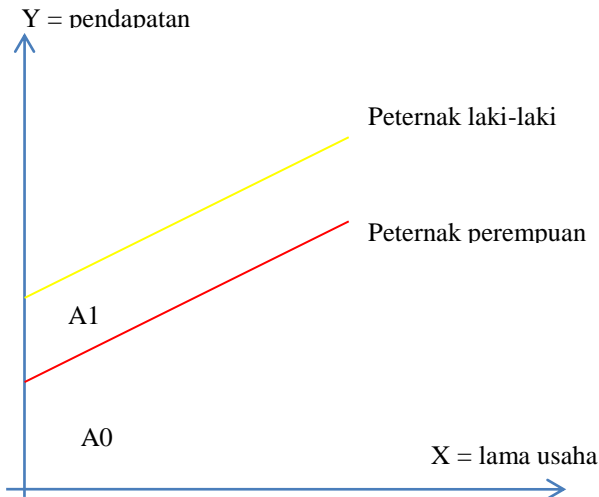 Y = pendapatan
Peternak laki-laki
Peternak perempuan
A1
A0
X = lama usaha